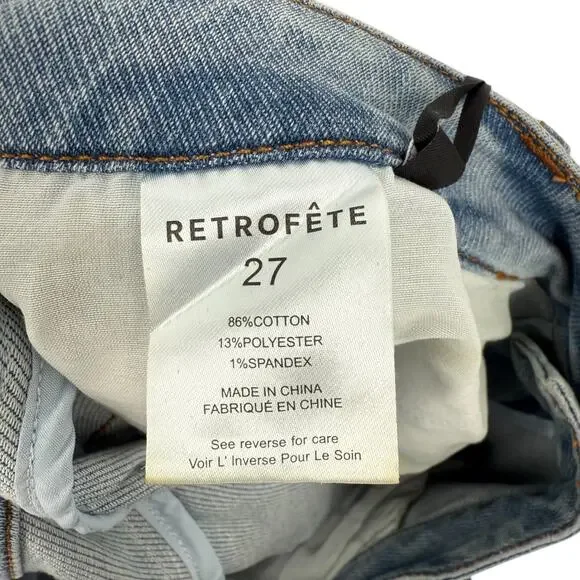 RETROFÊTE
27
86%COTTON
13%POLYESTER
1%SPANDEX
MADE IN CHINA
FABRIQUÉ EN CHINE
See reverse for care
Voir L' Inverse Pour Le Soin